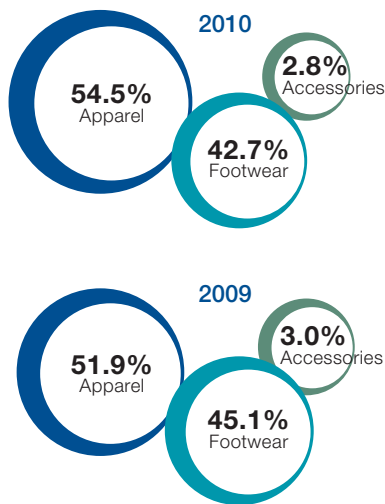 2010
54.5%
Apparel
2.8%
Accessories
42.7%
Footwear
2009
51.9%
Apparel
3.0%
Accessories
45.1%
Footwear